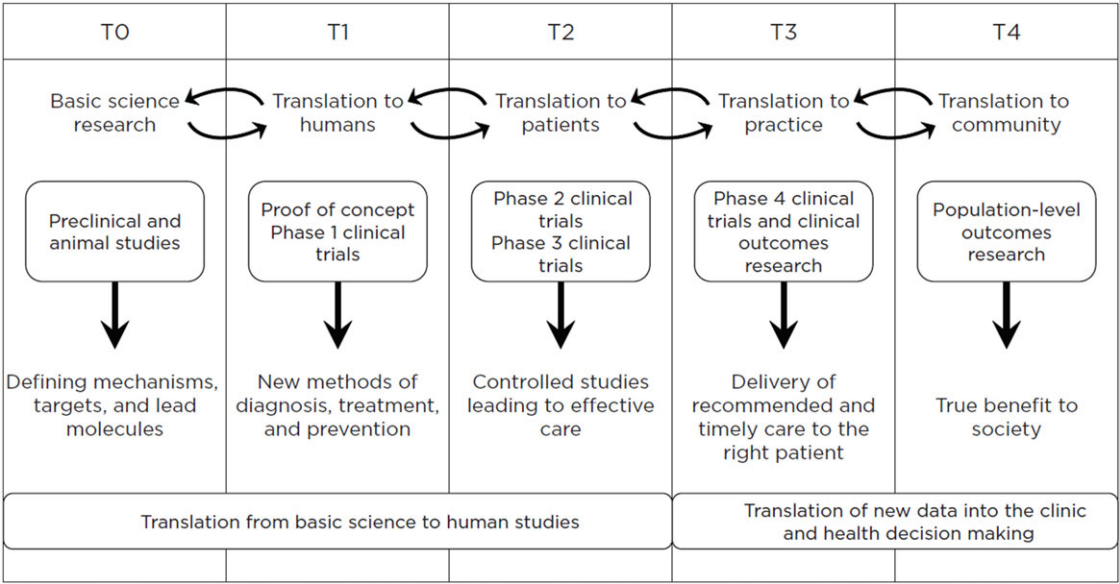 T0
T1
T2
T3
T4
Basic science
research
Translation to
humans
Translation to
patients
Translation to
practice
Translation to
community
Preclinical and
animal studies
Proof of concept
Phase 1 clinical
trials
Phase 2 clinical
trials
Phase 3 clinical
trials
Phase 4 clinical
trials and clinical
outcomes
research
Population-level
outcomes
research
Defining mechanisms,
targets, and lead
molecules
New methods of
diagnosis, treatment,
and prevention
Controlled studies
leading to effective
care
Delivery of
recommended and
timely care to the
right patient
True benefit to
society
Translation from basic science to human studies
Translation of new data into the clinic
and health decision making